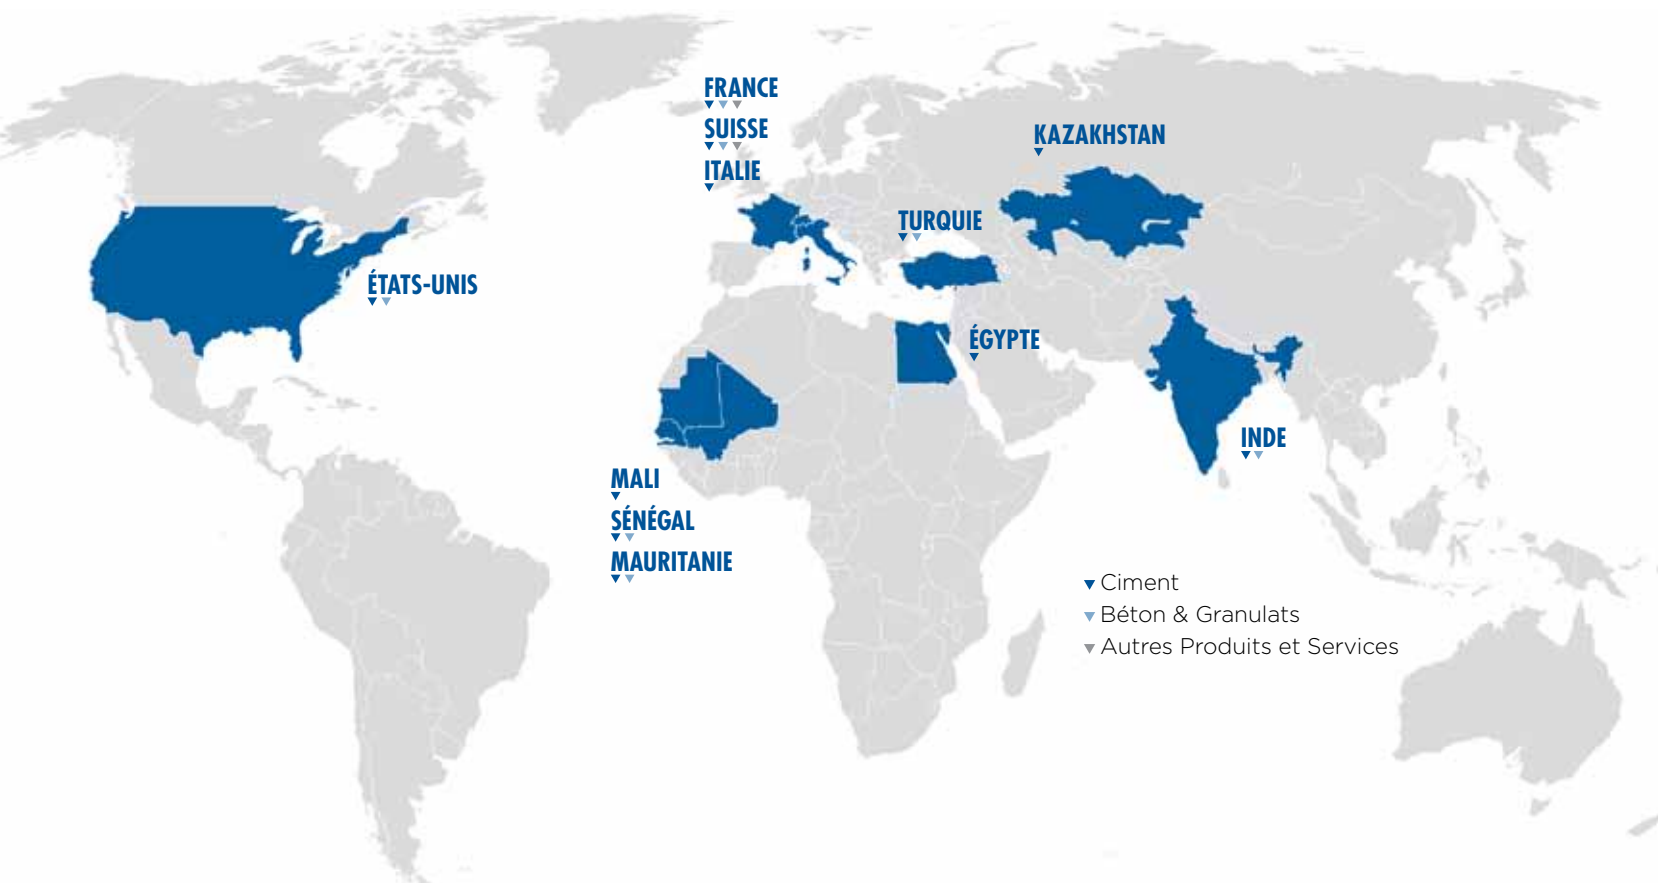 FRANCE
SUISSE
ITALIE
KAZAKHSTAN
TURQUIE
ÉTATS-UNIS
ÉGYPTE
INDE
MALI
SÉNÉGAL
MAURITANIE
Ciment
Béton & Granulats
Autres Produits et Services